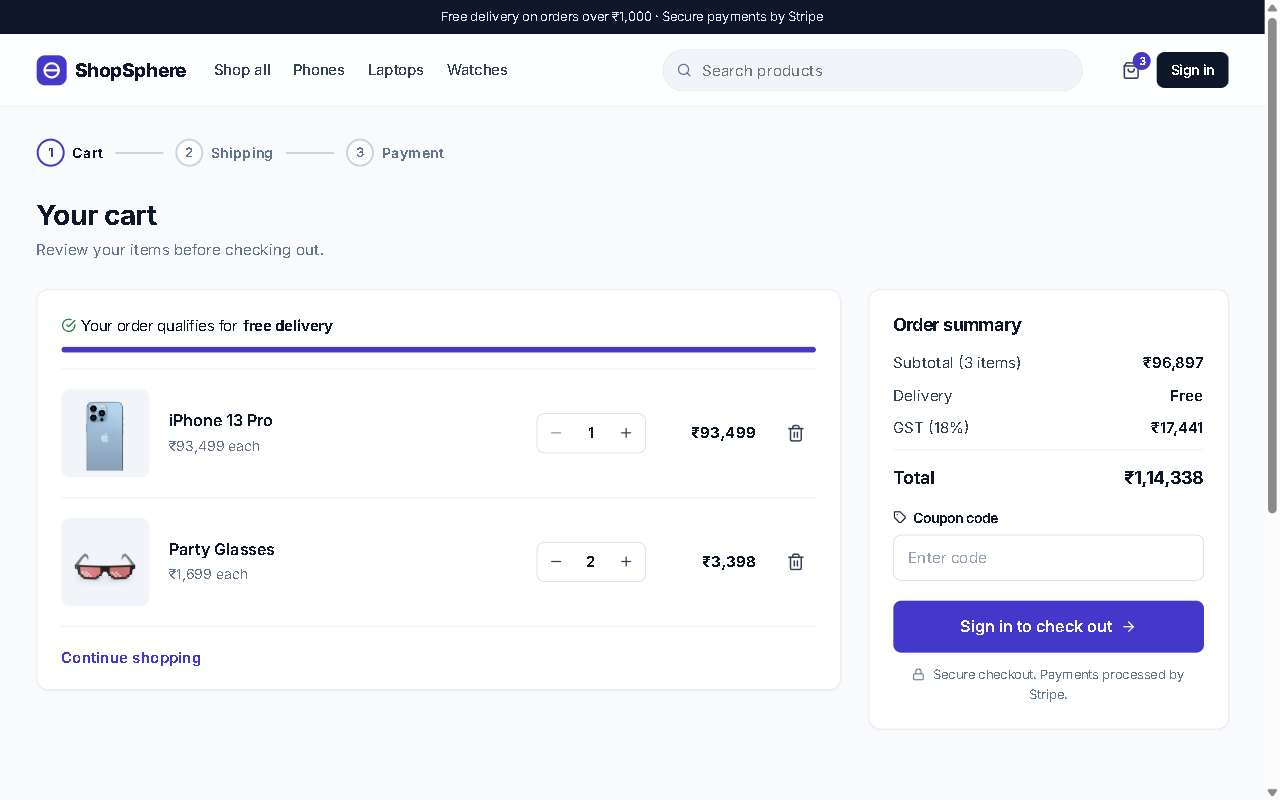 Free delivery on orders over ₹1,000 · Secure payments by Stripe
ShopSphere Shop all Phones Laptops Watches Search products 3 Sign in
1 Cart 2 Shipping 3 Payment
Your cart
Review your items before checking out.
Your order qualifies for free delivery
iPhone 13 Pro
₹93,499 each
1
₹93,499
Party Glasses
₹1,699 each
2
₹3,398
Continue shopping
Order summary
Subtotal (3 items) ₹96,897
Delivery Free
GST (18%) ₹17,441
Total ₹1,14,338
Coupon code
Enter code
Sign in to check out
Secure checkout. Payments processed by
Stripe.